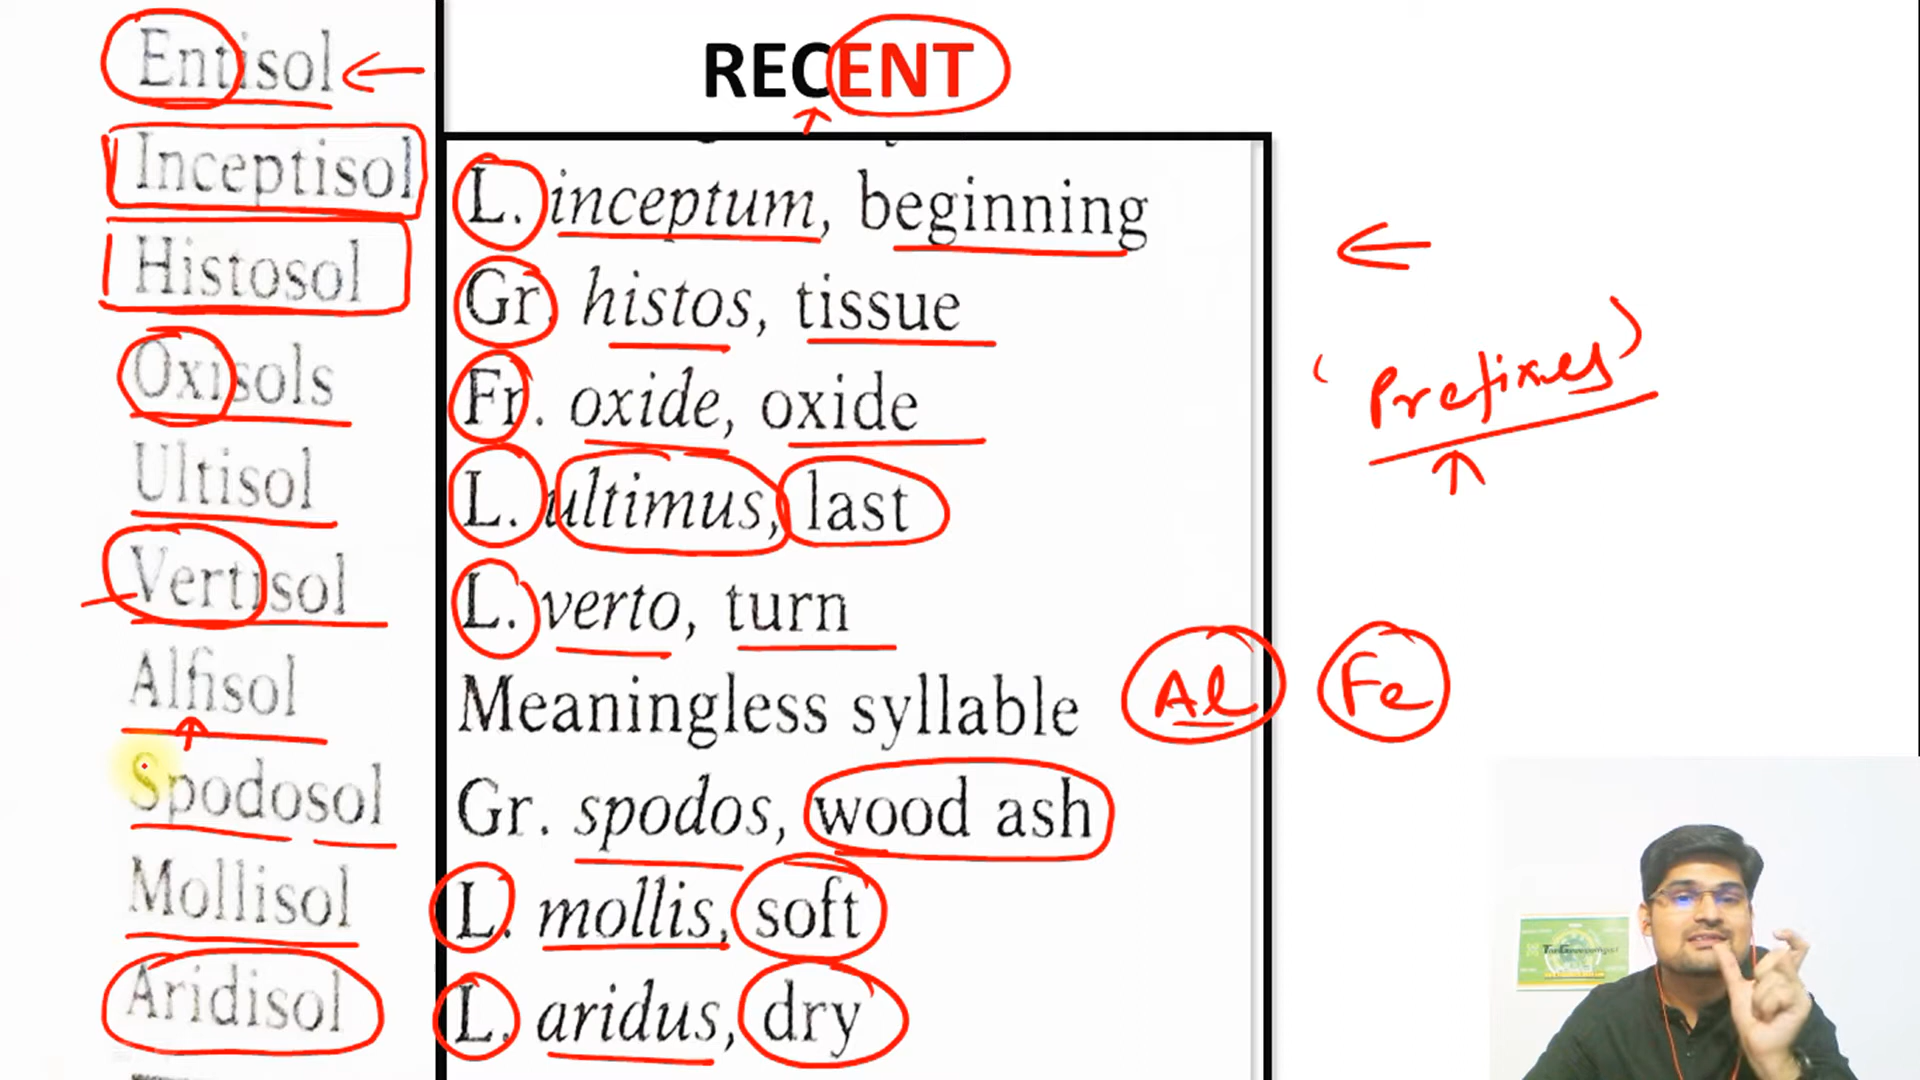 Entisol RECENT
Inceptisol L. inceptum, beginning
Histosol Gr. histos, tissue
Oxisols Fr. oxide, oxide
(Prefixes)
Ultisol L. ultimus, last
Vertisol L. verto, turn
Alfisol Meaningless syllable Al Fe
Spodosol Gr. spodos, wood ash
Mollisol L. mollis, soft
Aridisol L. aridus, dry